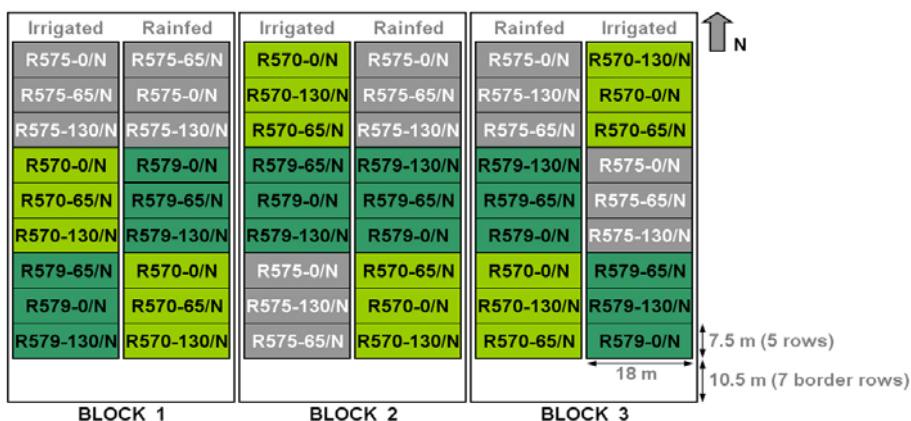 Irrigated Rainfed Irrigated Rainfed Rainfed Irrigated
N
R575-0/N R575-65/N R570-0/N R575-0/N R575-0/N R570-130/N
R575-65/N R575-0/N R570-130/N R575-65/N R575-130/N R570-0/N
R575-130/N R575-130/N R570-65/N R575-130/N R575-65/N R570-65/N
R570-0/N R579-0/N R579-65/N R579-130/N R579-130/N R575-0/N
R570-65/N R579-65/N R579-0/N R579-65/N R579-65/N R575-65/N
R570-130/N R579-130/N R579-130/N R579-0/N R579-0/N R575-130/N
R579-65/N R570-0/N R575-0/N R570-65/N R570-0/N R579-65/N
R579-0/N R570-65/N R575-130/N R570-0/N R570-130/N R579-130/N
R579-130/N R570-130/N R575-65/N R570-130/N R570-65/N R579-0/N
7.5 m (5 rows)
18 m
10.5 m (7 border rows)
BLOCK 1 BLOCK 2 BLOCK 3